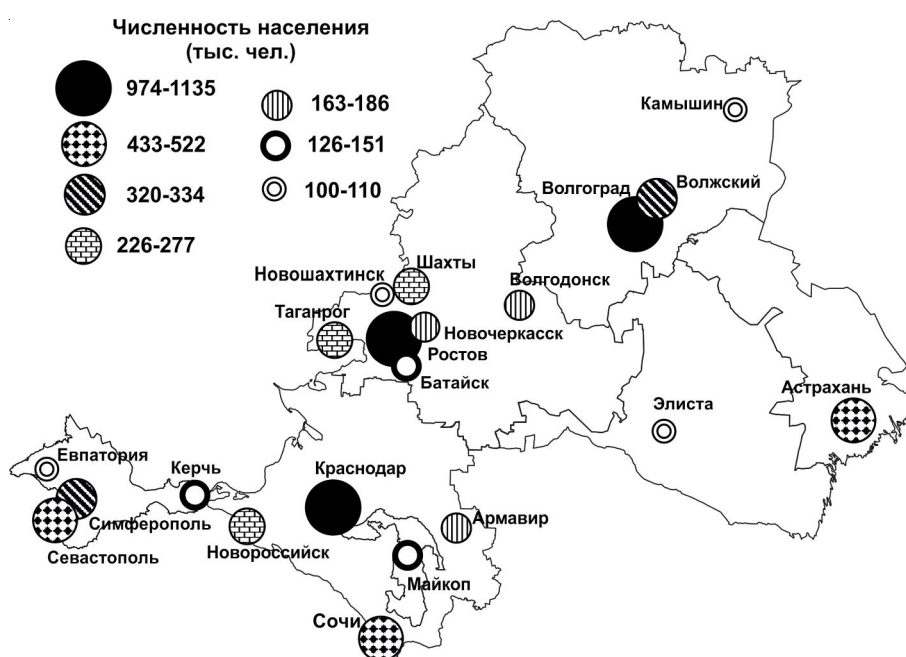 Численность населения
(тыс. чел.)
974-1135
433-522
320-334
226-277
163-186
126-151
100-110
Камышин
Волгоград
Волжский
Шахты
Новошахтинск
Волгодонск
Таганрог
Новочеркасск
Ростов
Батайск
Астрахань
Элиста
Евпатория
Керчь
Краснодар
Армавир
Симферополь
Новороссийск
Севастополь
Майкоп
Сочи